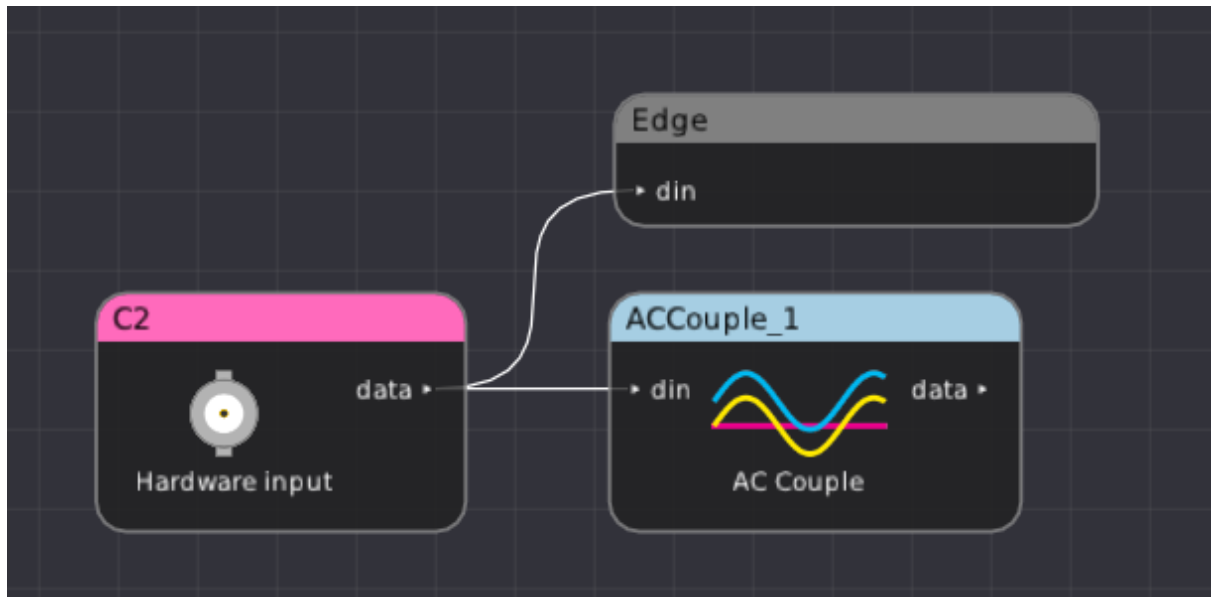 Edge
din
C2
data
Hardware input
ACCouple_1
din
data
AC Couple